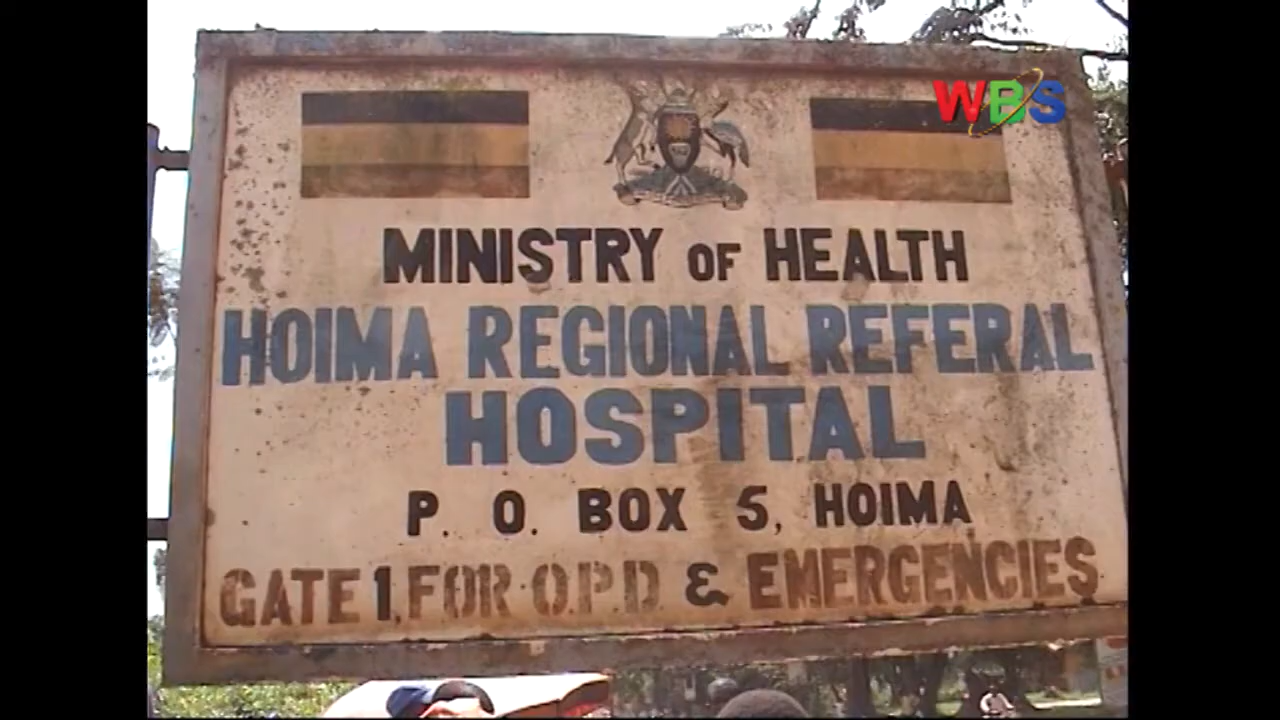 WBS
MINISTRY OF HEALTH
HOIMA REGIONAL REFERAL
HOSPITAL
P. O. BOX 5, HOIMA
GATE 1, FOR O.P.D. & EMERGENCIES